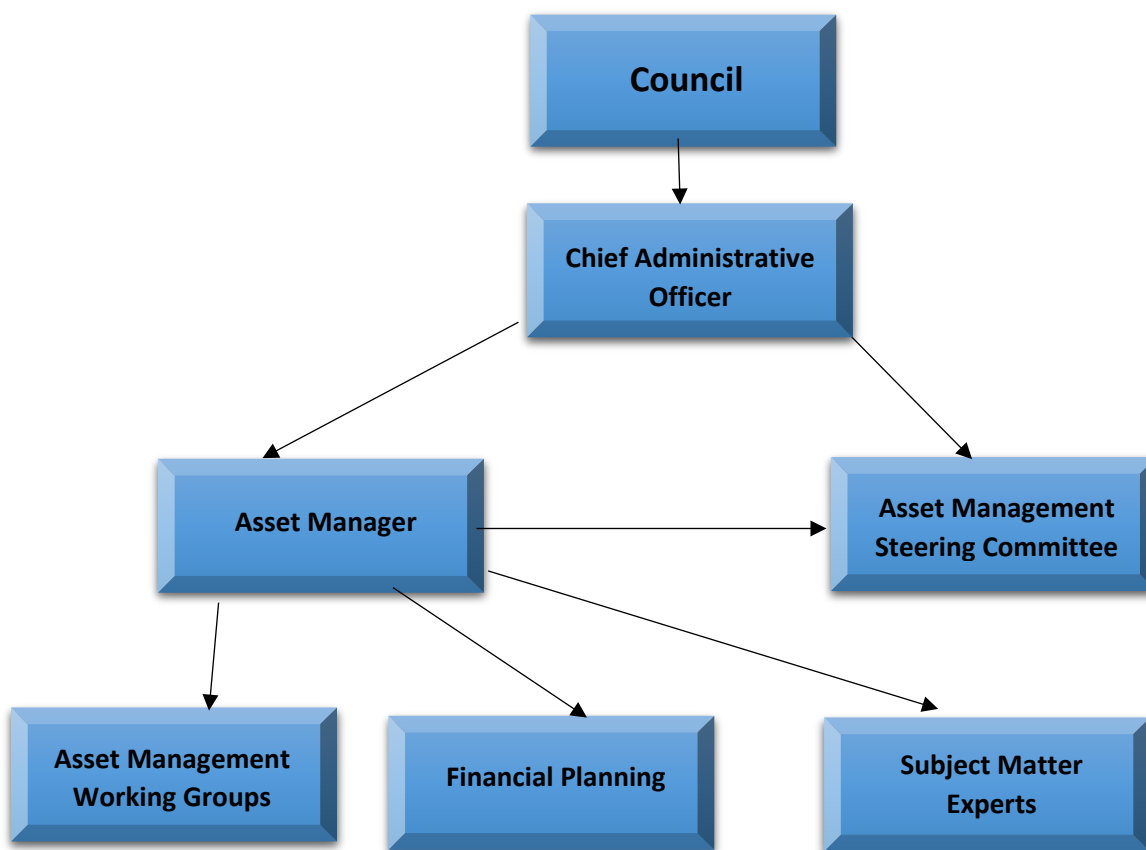 Council
Chief Administrative
Officer
Asset Manager
Asset Management
Steering Committee
Asset Management
Working Groups
Financial Planning
Subject Matter
Experts